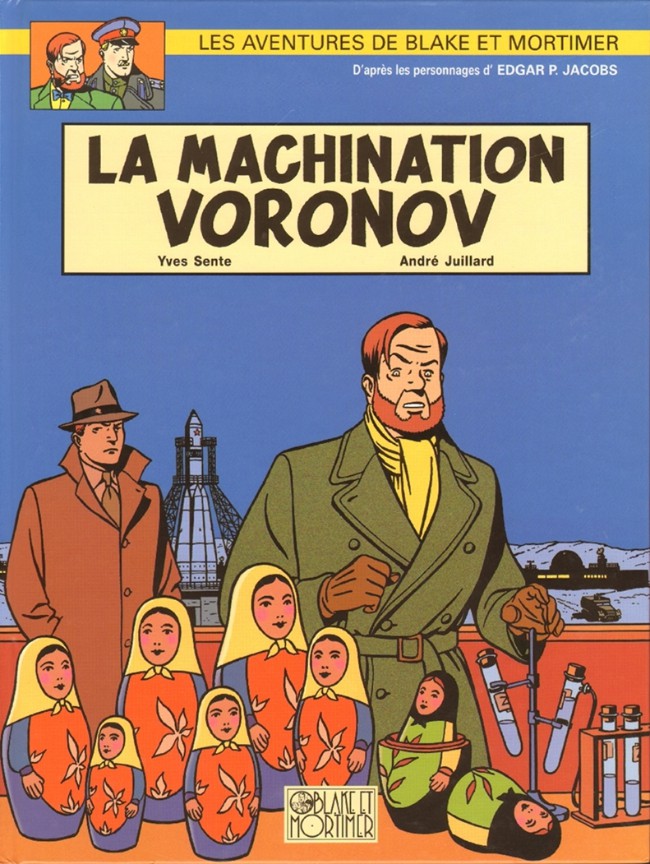 LES AVENTURES DE BLAKE ET MORTIMER
D'après les personnages d' EDGAR P. JACOBS
LA MACHINATION
VORONOV
Yves Sente André Juillard
BLAKE ET
MORTIMER